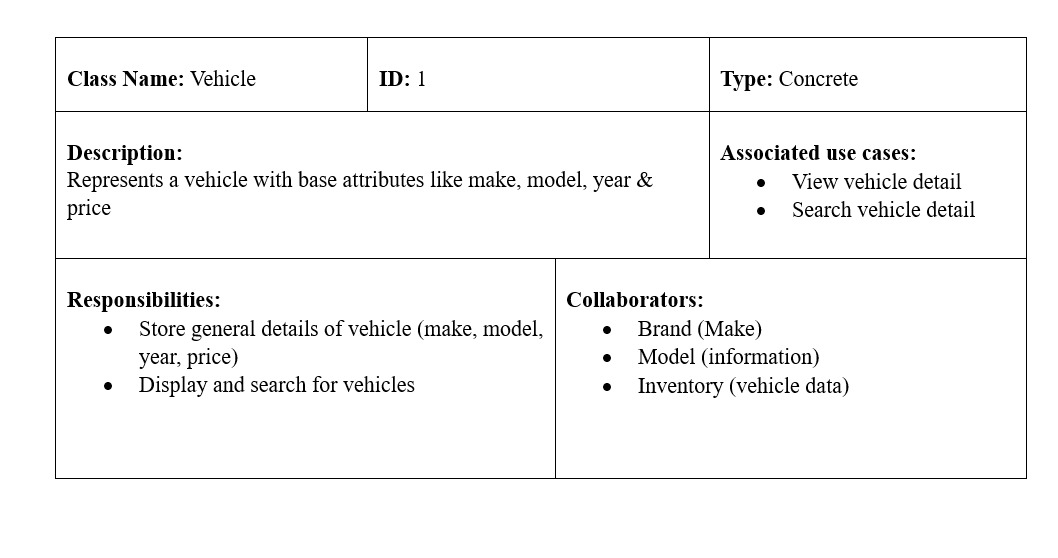 Class Name: Vehicle
ID: 1
Type: Concrete
Description:
Represents a vehicle with base attributes like make, model, year &
price
Associated use cases:
• View vehicle detail
• Search vehicle detail
Responsibilities:
• Store general details of vehicle (make, model,
year, price)
• Display and search for vehicles
Collaborators:
• Brand (Make)
• Model (information)
• Inventory (vehicle data)